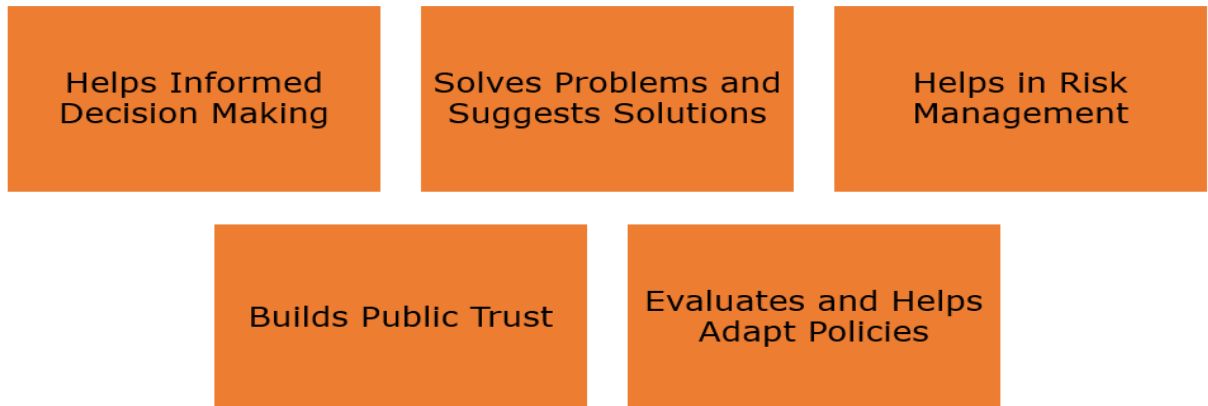 Helps Informed
Decision Making
Solves Problems and
Suggests Solutions
Helps in Risk
Management
Builds Public Trust
Evaluates and Helps
Adapt Policies